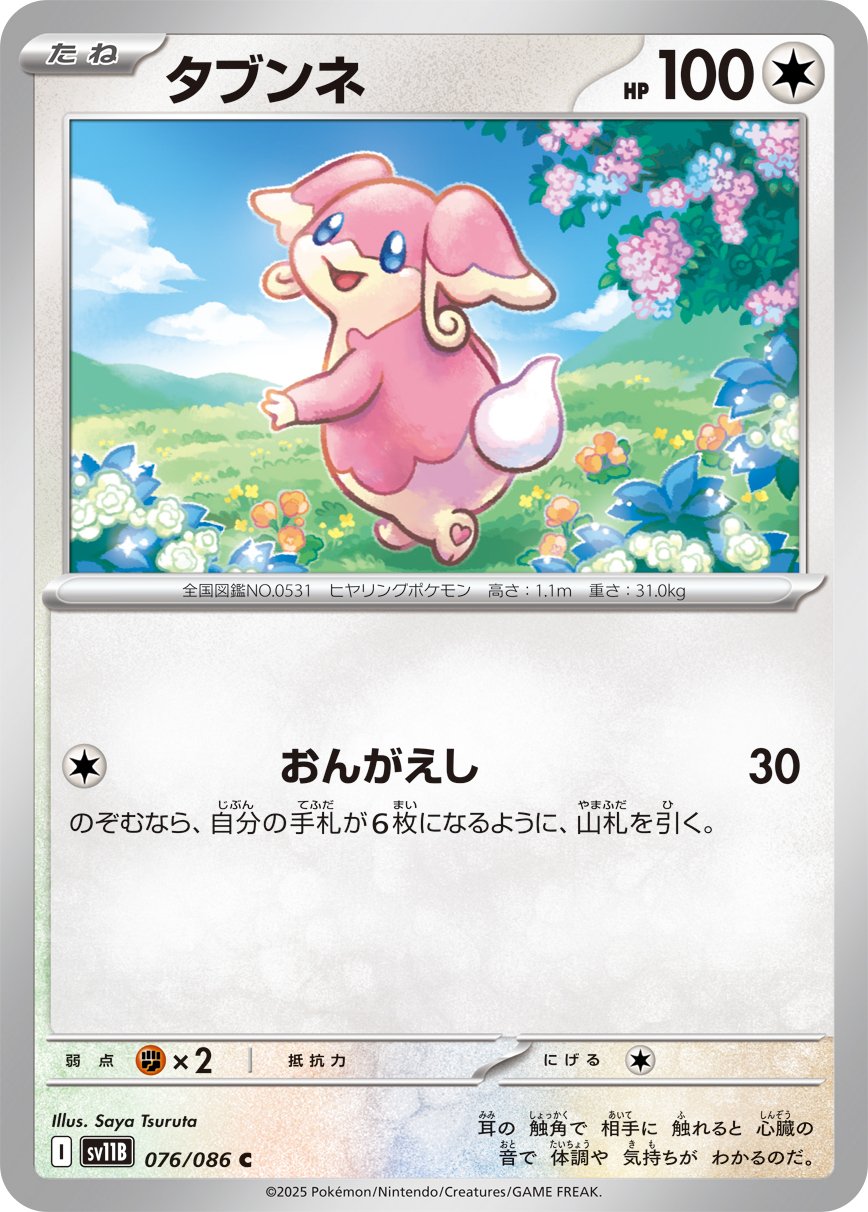 たね
タブンネ
HP 100
全国図鑑NO.0531 ヒヤリングポケモン 高さ:1.1m 重さ:31.0kg
おんがえし 30
のぞむなら、自分の手札が6枚になるように、山札を引く。
弱点 ×2 抵抗力 にげる
Illus. Saya Tsuruta
耳の 触角で 相手に 触れると 心臓の
音で 体調や 気持ちが わかるのだ。
I sv11B 076/086 C
©2025 Pokémon/Nintendo/Creatures/GAME FREAK.